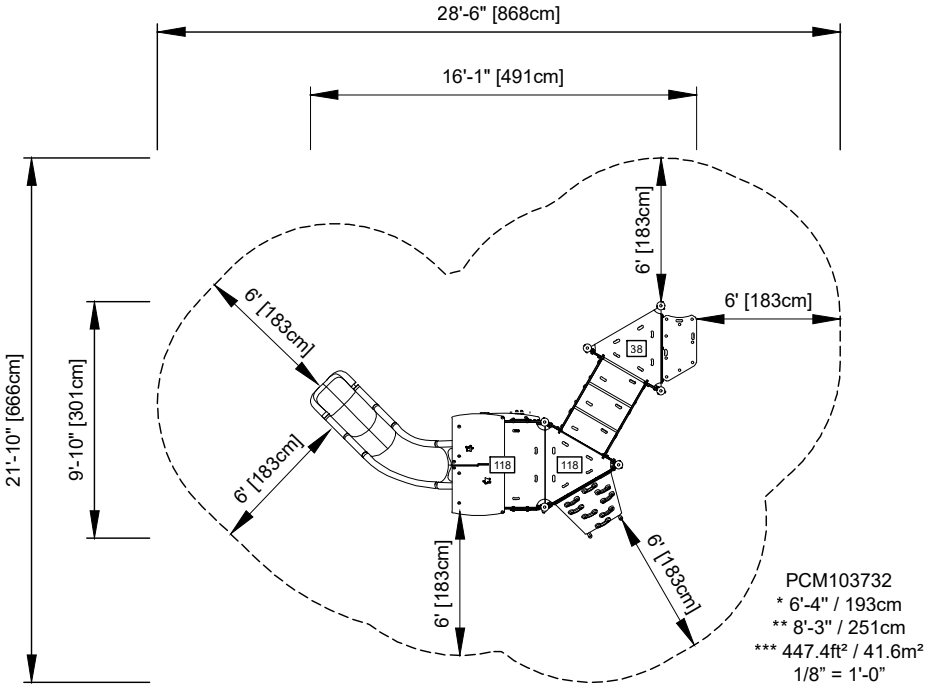 28'-6" [868cm]
16'-1" [491cm]
6' [183cm]
6' [183cm]
6' [183cm]
21'-10" [666cm]
9'-10" [301cm]
38
118
118
6' [183cm]
6' [183cm]
6' [183cm]
PCM103732
* 6'-4" / 193cm
** 8'-3" / 251cm
*** 447.4ft² / 41.6m²
1/8” = 1'-0”